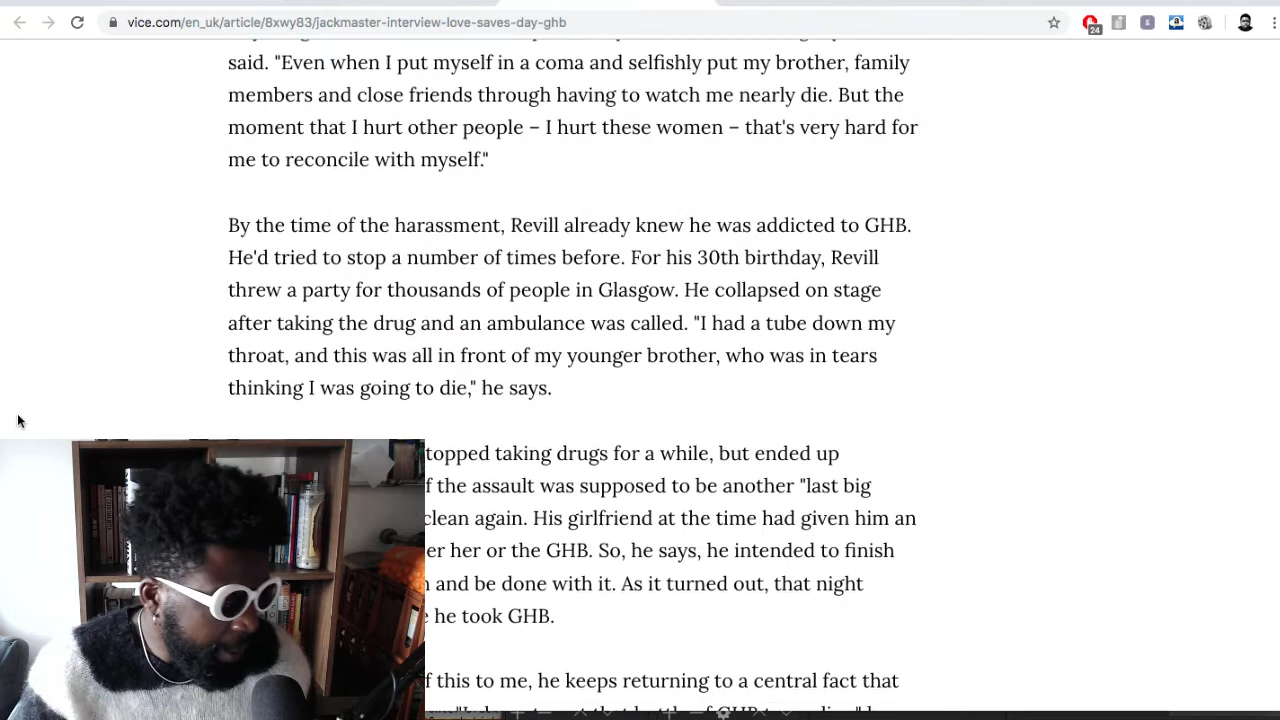 vice.com/en_uk/article/8xwy83/jackmaster-interview-love-saves-day-ghb
24
said. "Even when I put myself in a coma and selfishly put my brother, family
members and close friends through having to watch me nearly die. But the
moment that I hurt other people – I hurt these women – that's very hard for
me to reconcile with myself."
By the time of the harassment, Revill already knew he was addicted to GHB.
He'd tried to stop a number of times before. For his 30th birthday, Revill
threw a party for thousands of people in Glasgow. He collapsed on stage
after taking the drug and an ambulance was called. "I had a tube down my
throat, and this was all in front of my younger brother, who was in tears
thinking I was going to die," he says.
topped taking drugs for a while, but ended up
f the assault was supposed to be another "last big
clean again. His girlfriend at the time had given him an
er her or the GHB. So, he says, he intended to finish
and be done with it. As it turned out, that night
he took GHB.
f this to me, he keeps returning to a central fact that